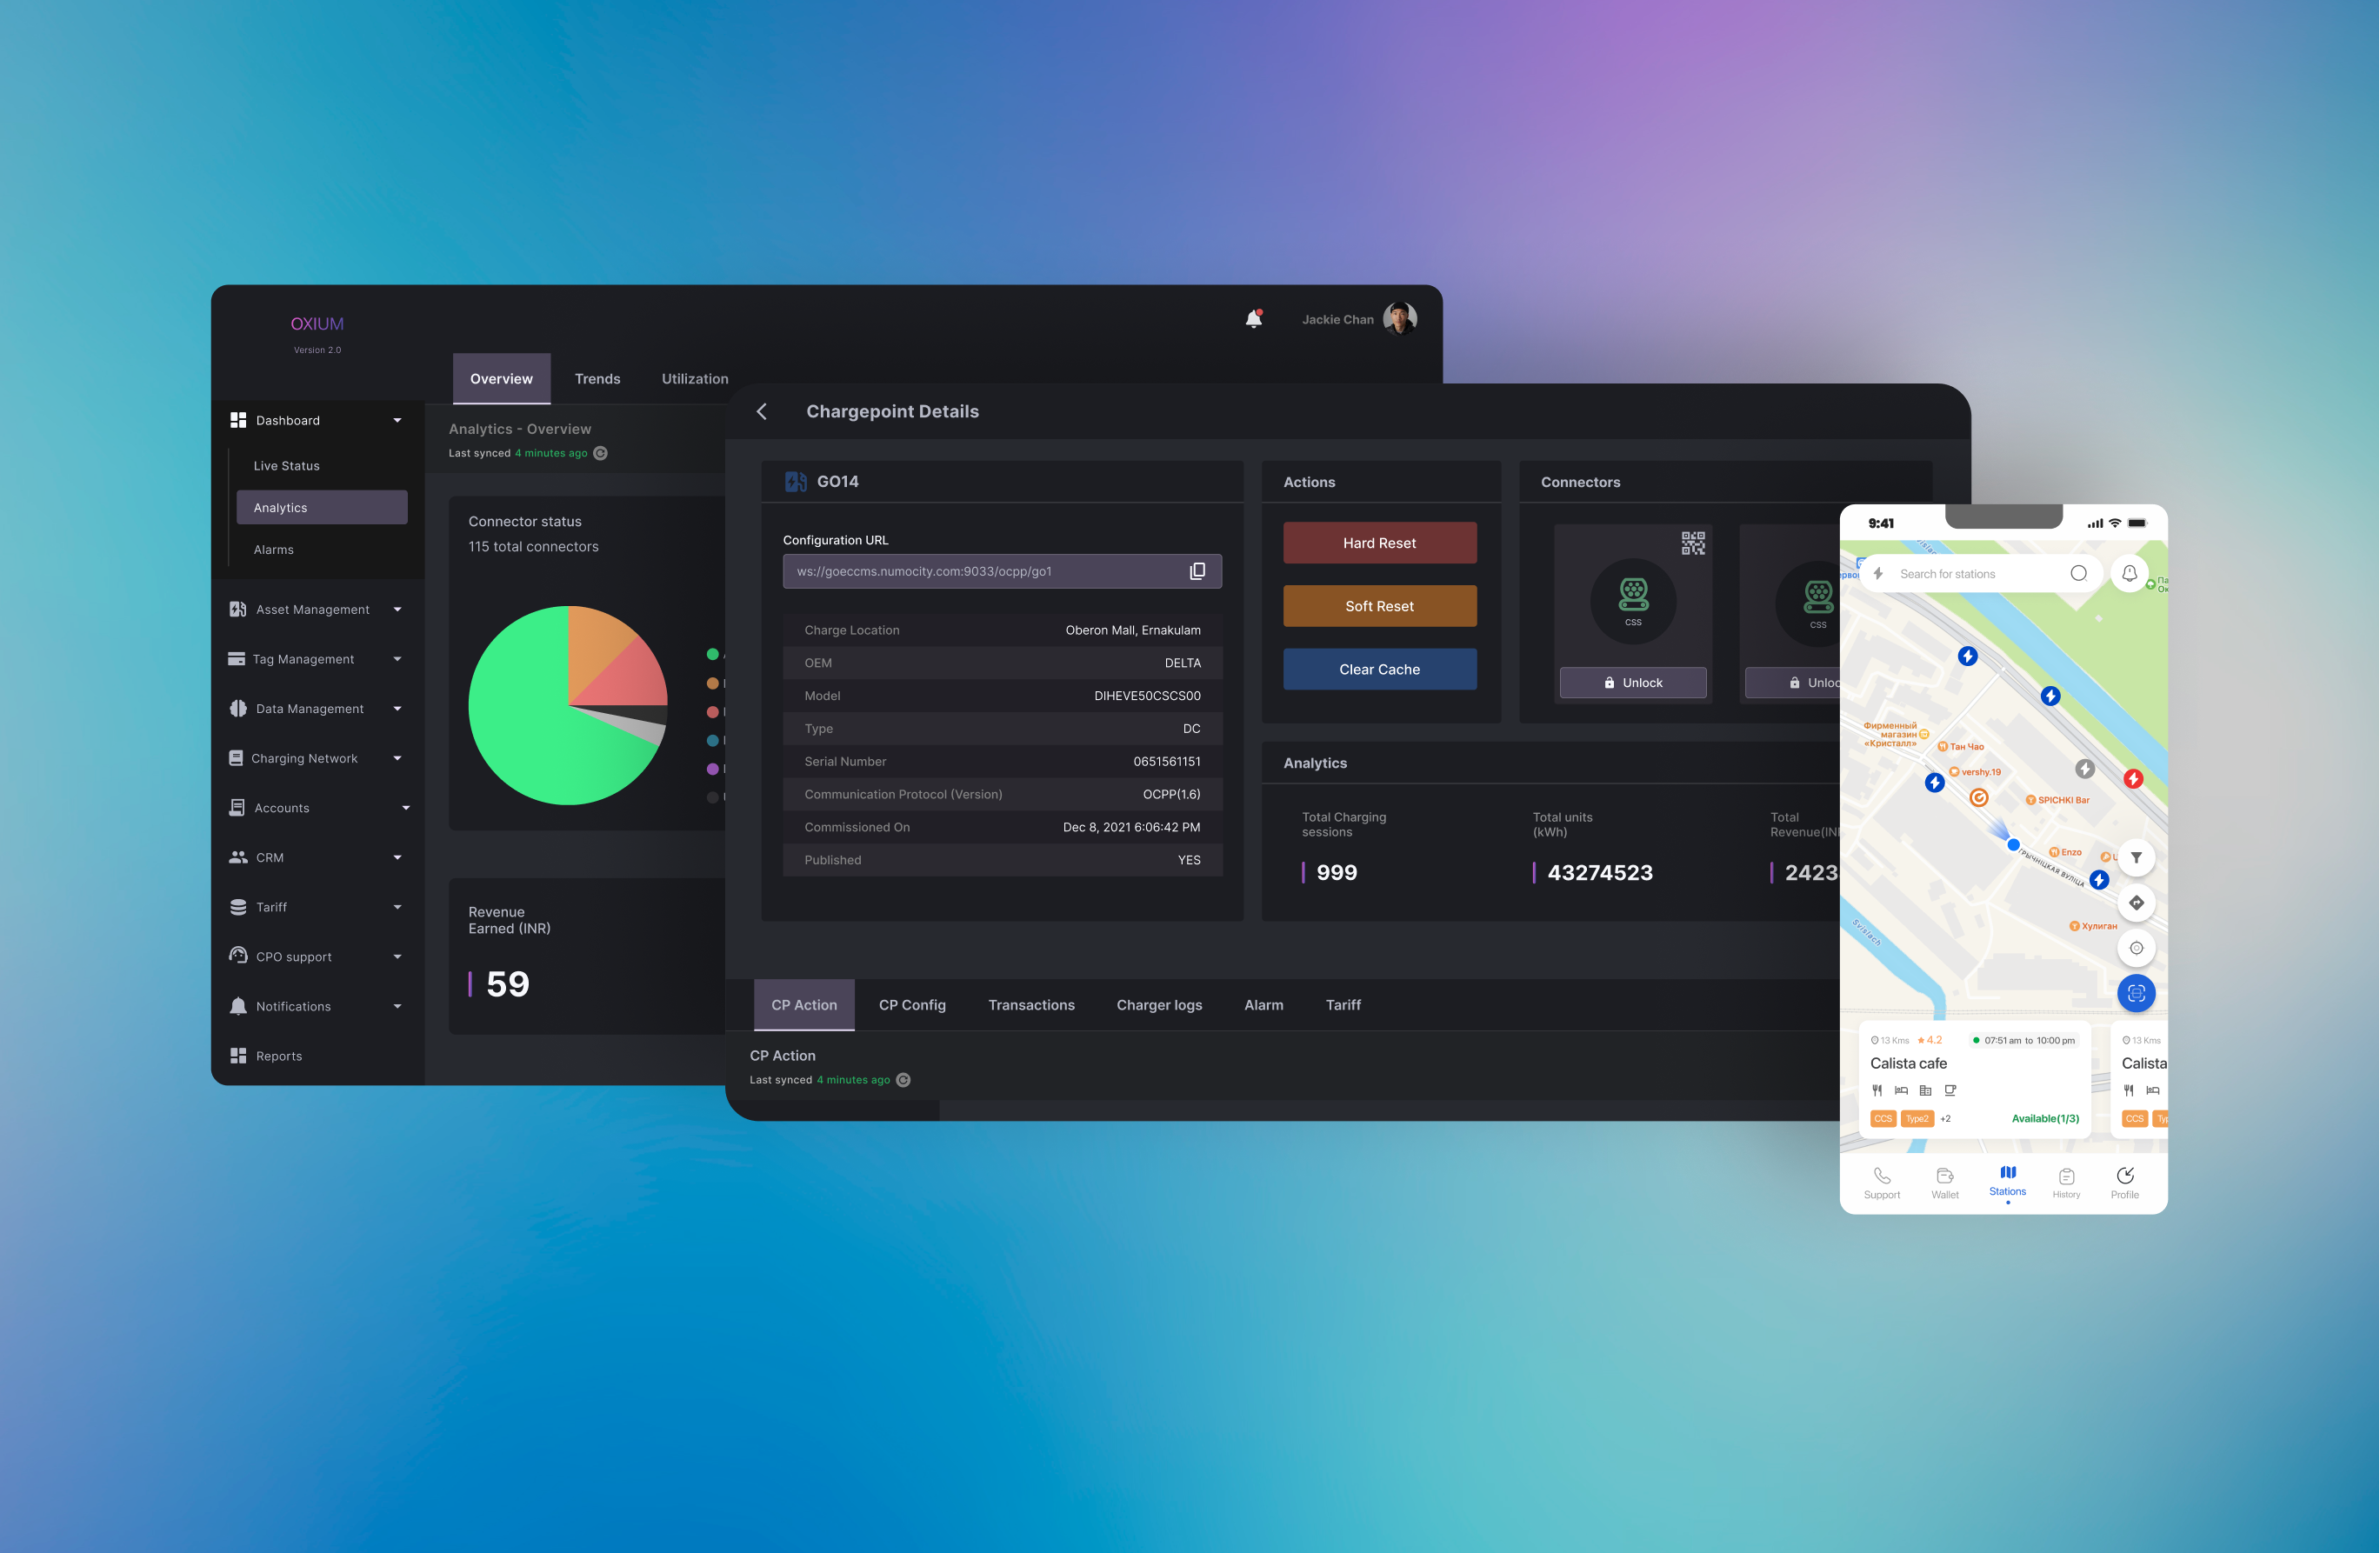 OXIUM
Version 2.0
Jackie Chan
Overview
Trends
Utilization
Dashboard
Live Status
Analytics
Alarms
Asset Management
Tag Management
Data Management
Charging Network
Accounts
CRM
Tariff
CPO support
Notifications
Reports
Analytics - Overview
Last synced 4 minutes ago
Connector status
115 total connectors
Revenue
Earned (INR)
59
Chargepoint Details
GO14
Configuration URL
ws://goeccms.numocity.com:9033/ocpp/go1
Charge Location Oberon Mall, Ernakulam
OEM DELTA
Model DIHEVE50CSCS00
Type DC
Serial Number 0651561151
Communication Protocol (Version) OCPP(1.6)
Commissioned On Dec 8, 2021 6:06:42 PM
Published YES
Actions
Hard Reset
Soft Reset
Clear Cache
Connectors
CSS
Unlock
CSS
Unloc
Analytics
Total Charging
sessions
999
Total units
(kWh)
43274523
Total
Revenue(IN
2423
CP Action
CP Config
Transactions
Charger logs
Alarm
Tariff
CP Action
Last synced 4 minutes ago
9:41
Search for stations
Фирменный
магазин
«Кристалл»
Тан Чао
vershy.19
SPICHKI Bar
Enzo
ВУЛІЦА
Хулиган
Svislach
13 Kms 4.2 07:51 am to 10:00 pm
Calista cafe
CCS Type2 +2 Available(1/3)
13 Kms
Calista
CCS Typ
Support
Wallet
Stations
History
Profile